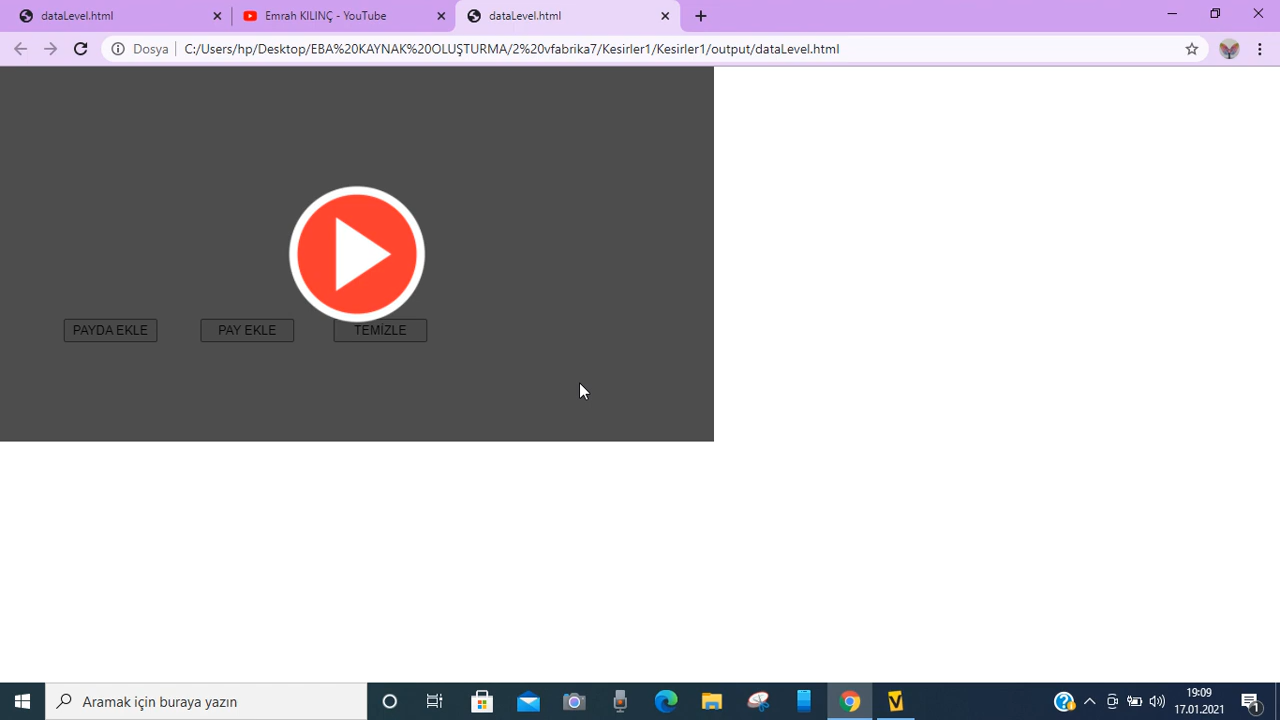 dataLevel.html
Emrah KILINÇ - YouTube
dataLevel.html
Dosya
C:/Users/hp/Desktop/EBA%20KAYNAK%20OLUŞTURMA/2%20vfabrika7/Kesirler1/Kesirler1/output/dataLevel.html
PAYDA EKLE
PAY EKLE
TEMİZLE
Aramak için buraya yazın
19:09
17.01.2021
1